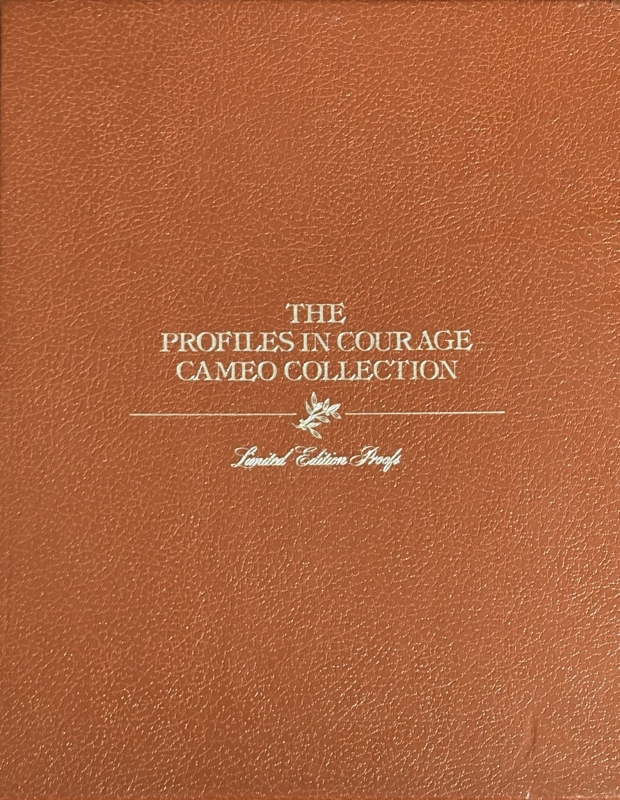 THE
PROFILES IN COURAGE
CAMEO COLLECTION
Limited Edition Proofs